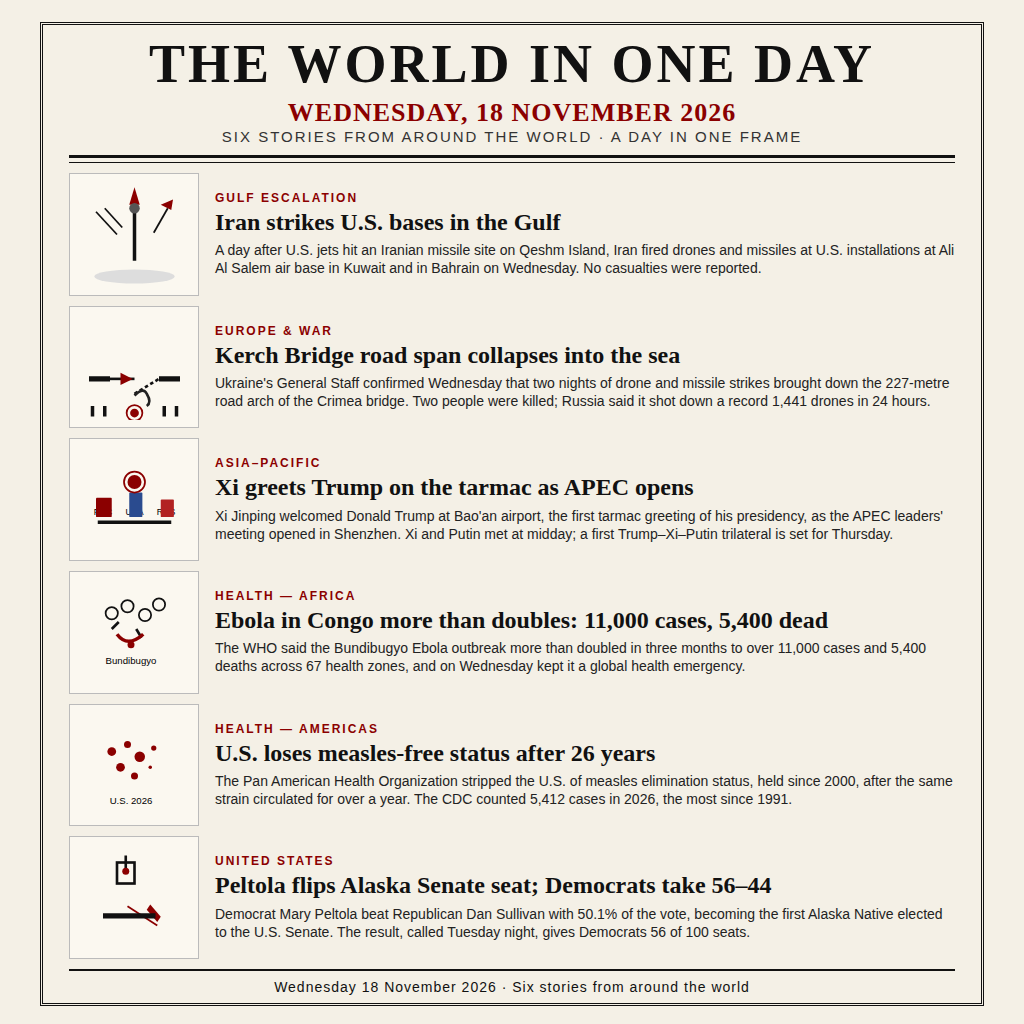 THE WORLD IN ONE DAY
WEDNESDAY, 18 NOVEMBER 2026
SIX STORIES FROM AROUND THE WORLD · A DAY IN ONE FRAME
GULF ESCALATION
Iran strikes U.S. bases in the Gulf
A day after U.S. jets hit an Iranian missile site on Qeshm Island, Iran fired drones and missiles at U.S. installations at Ali
Al Salem air base in Kuwait and in Bahrain on Wednesday. No casualties were reported.
EUROPE & WAR
Kerch Bridge road span collapses into the sea
Ukraine's General Staff confirmed Wednesday that two nights of drone and missile strikes brought down the 227-metre
road arch of the Crimea bridge. Two people were killed; Russia said it shot down a record 1,441 drones in 24 hours.
ASIA–PACIFIC
Xi greets Trump on the tarmac as APEC opens
Xi Jinping welcomed Donald Trump at Bao'an airport, the first tarmac greeting of his presidency, as the APEC leaders'
meeting opened in Shenzhen. Xi and Putin met at midday; a first Trump–Xi–Putin trilateral is set for Thursday.
HEALTH — AFRICA
Ebola in Congo more than doubles: 11,000 cases, 5,400 dead
Bundibugyo
The WHO said the Bundibugyo Ebola outbreak more than doubled in three months to over 11,000 cases and 5,400
deaths across 67 health zones, and on Wednesday kept it a global health emergency.
HEALTH — AMERICAS
U.S. loses measles-free status after 26 years
The Pan American Health Organization stripped the U.S. of measles elimination status, held since 2000, after the same
strain circulated for over a year. The CDC counted 5,412 cases in 2026, the most since 1991.
U.S. 2026
UNITED STATES
Peltola flips Alaska Senate seat; Democrats take 56–44
Democrat Mary Peltola beat Republican Dan Sullivan with 50.1% of the vote, becoming the first Alaska Native elected
to the U.S. Senate. The result, called Tuesday night, gives Democrats 56 of 100 seats.
Wednesday 18 November 2026 · Six stories from around the world